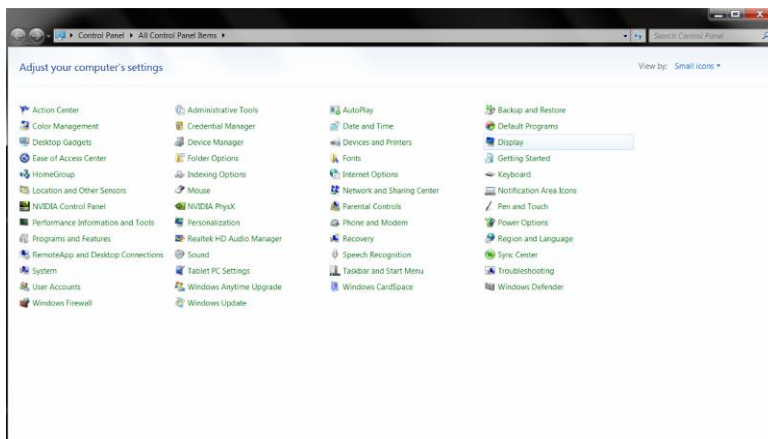 Control Panel ▸ All Control Panel Items ▸
Search Control Panel
Adjust your computer's settings
View by: Small icons
Action Center
Administrative Tools
AutoPlay
Backup and Restore
Color Management
Credential Manager
Date and Time
Default Programs
Desktop Gadgets
Device Manager
Devices and Printers
Display
Ease of Access Center
Folder Options
Fonts
Getting Started
HomeGroup
Indexing Options
Internet Options
Keyboard
Location and Other Sensors
Mouse
Network and Sharing Center
Notification Area Icons
NVIDIA Control Panel
NVIDIA PhysX
Parental Controls
Pen and Touch
Performance Information and Tools
Personalization
Phone and Modem
Power Options
Programs and Features
Realtek HD Audio Manager
Recovery
Region and Language
RemoteApp and Desktop Connections
Sound
Speech Recognition
Sync Center
System
Tablet PC Settings
Taskbar and Start Menu
Troubleshooting
User Accounts
Windows Anytime Upgrade
Windows CardSpace
Windows Defender
Windows Firewall
Windows Update